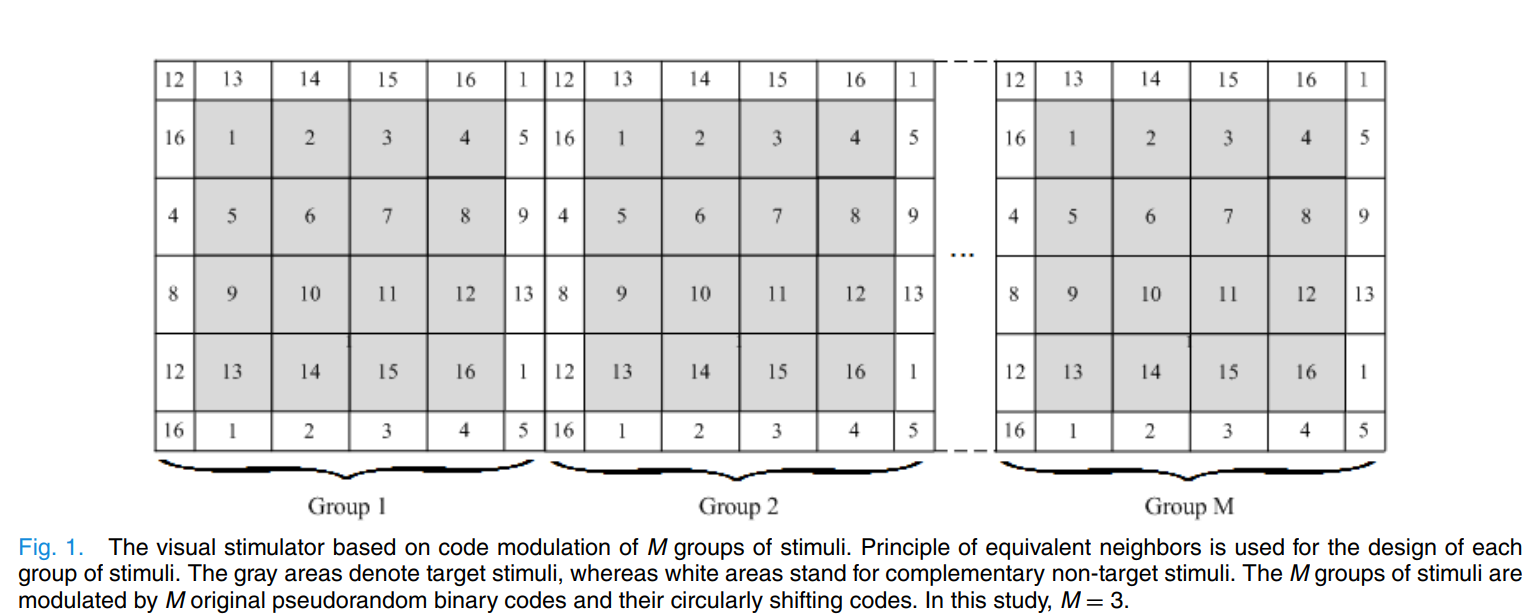 12 13 14 15 16 1 12 13 14 15 16 1 12 13 14 15 16 1
16 1 2 3 4 5 16 1 2 3 4 5 16 1 2 3 4 5
4 5 6 7 8 9 4 5 6 7 8 9 4 5 6 7 8 9
...
8 9 10 11 12 13 8 9 10 11 12 13 8 9 10 11 12 13
12 13 14 15 16 1 12 13 14 15 16 1 12 13 14 15 16 1
16 1 2 3 4 5 16 1 2 3 4 5 16 1 2 3 4 5
Group 1 Group 2 Group M
Fig. 1. The visual stimulator based on code modulation of M groups of stimuli. Principle of equivalent neighbors is used for the design of each
group of stimuli. The gray areas denote target stimuli, whereas white areas stand for complementary non-target stimuli. The M groups of stimuli are
modulated by M original pseudorandom binary codes and their circularly shifting codes. In this study, M = 3.